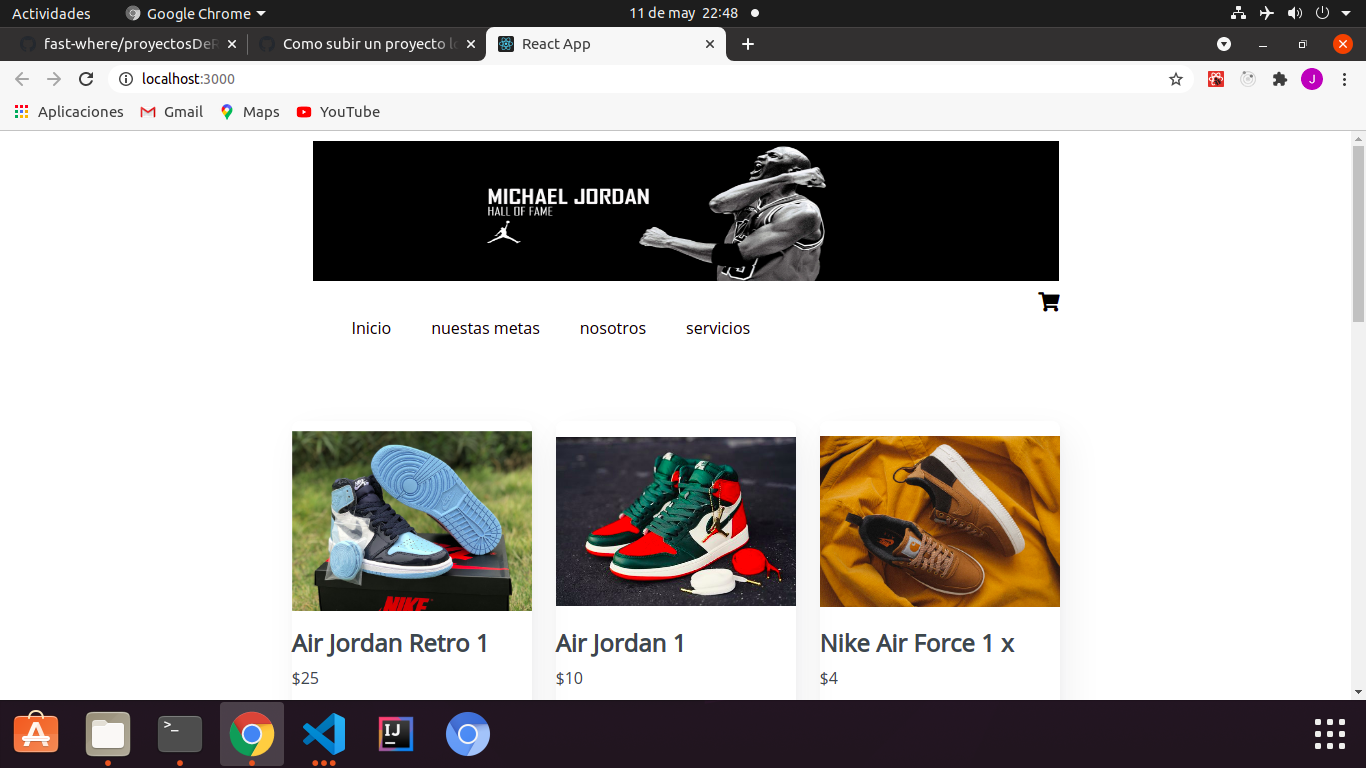 Actividades
Google Chrome
11 de may 22:48
fast-where/proyectosDeR
Como subir un proyecto lo
React App
localhost:3000
J
Aplicaciones
Gmail
Maps
YouTube
MICHAEL JORDAN
HALL OF FAME
Inicio
nuestas metas
nosotros
servicios
NIKE
Air Jordan Retro 1
Air Jordan 1
Nike Air Force 1 x
$25
$10
$4
>_
IJ